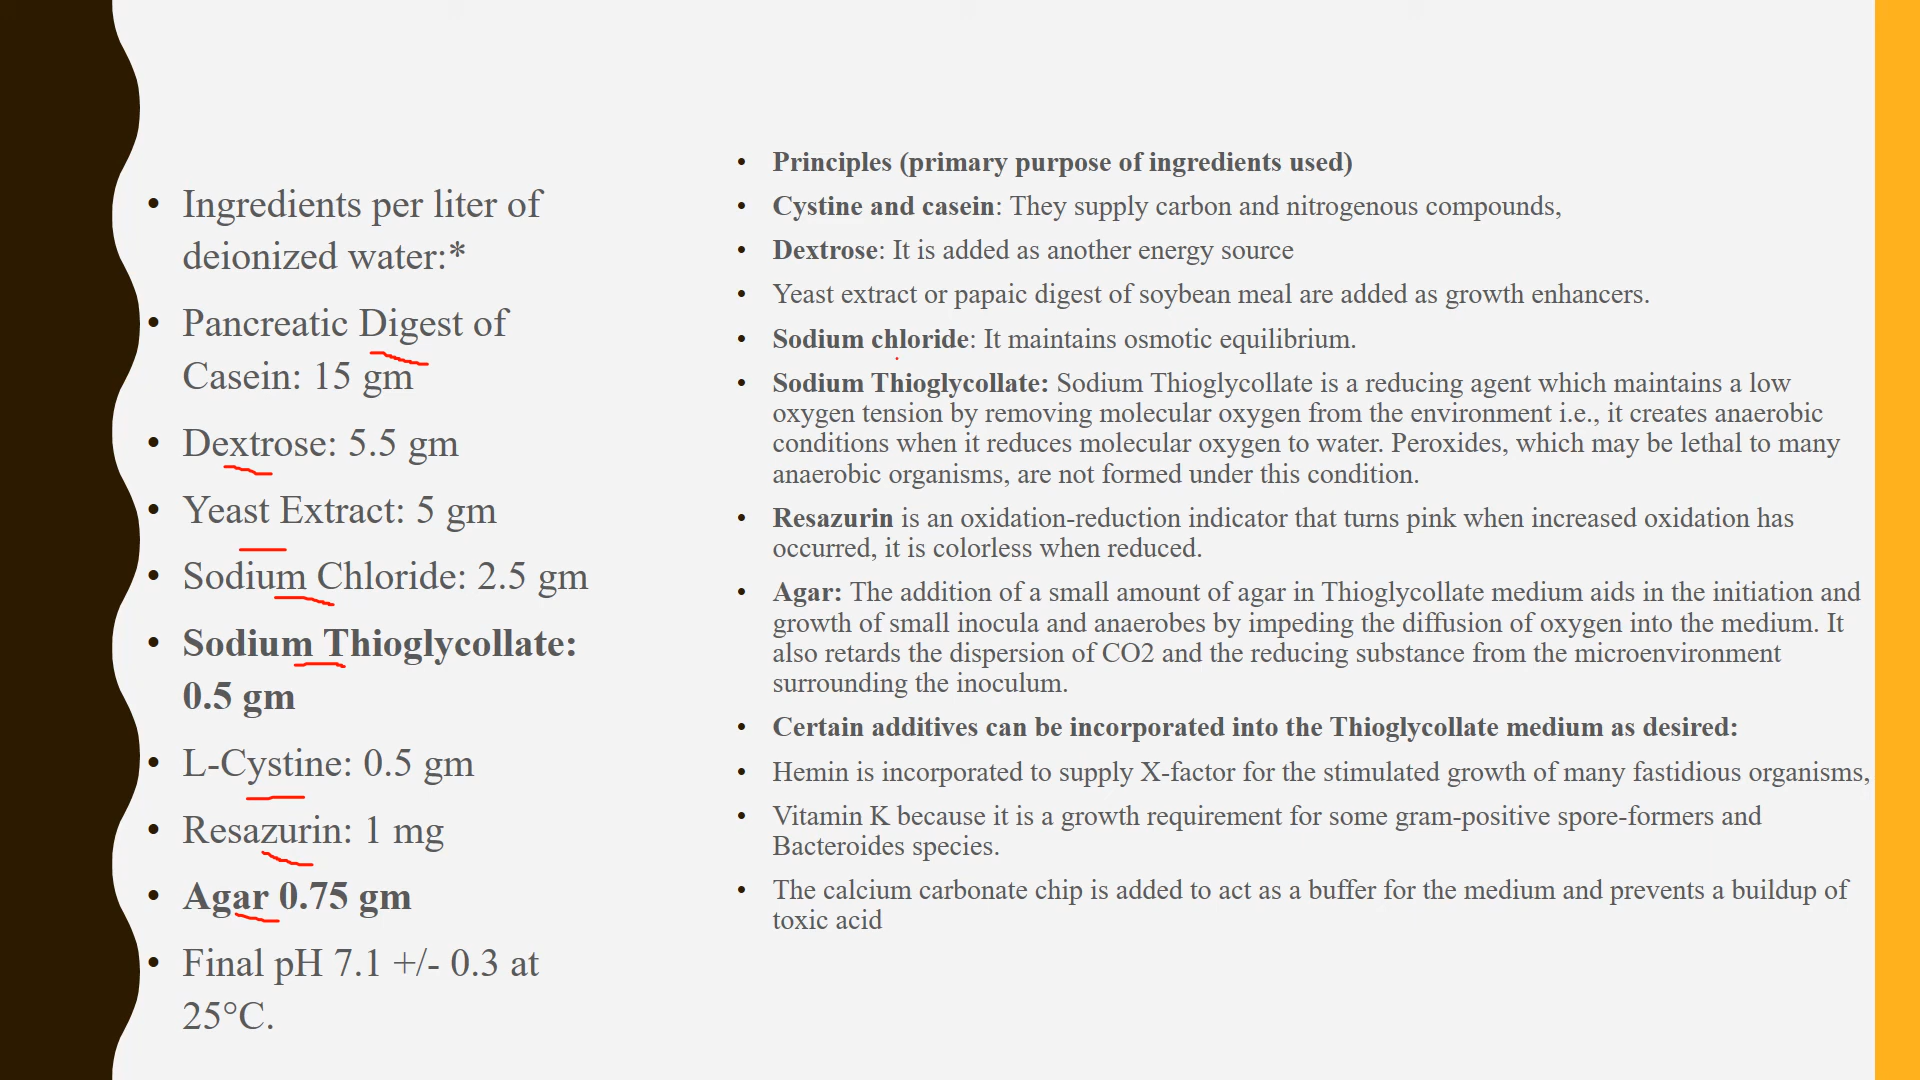 • Ingredients per liter of
deionized water:*
• Pancreatic Digest of
Casein: 15 gm
• Dextrose: 5.5 gm
• Yeast Extract: 5 gm
• Sodium Chloride: 2.5 gm
• Sodium Thioglycollate:
0.5 gm
• L-Cystine: 0.5 gm
• Resazurin: 1 mg
• Agar 0.75 gm
• Final pH 7.1 +/- 0.3 at
25°C.
• Principles (primary purpose of ingredients used)
• Cystine and casein: They supply carbon and nitrogenous compounds,
• Dextrose: It is added as another energy source
• Yeast extract or papaic digest of soybean meal are added as growth enhancers.
• Sodium chloride: It maintains osmotic equilibrium.
• Sodium Thioglycollate: Sodium Thioglycollate is a reducing agent which maintains a low
oxygen tension by removing molecular oxygen from the environment i.e., it creates anaerobic
conditions when it reduces molecular oxygen to water. Peroxides, which may be lethal to many
anaerobic organisms, are not formed under this condition.
• Resazurin is an oxidation-reduction indicator that turns pink when increased oxidation has
occurred, it is colorless when reduced.
• Agar: The addition of a small amount of agar in Thioglycollate medium aids in the initiation and
growth of small inocula and anaerobes by impeding the diffusion of oxygen into the medium. It
also retards the dispersion of CO2 and the reducing substance from the microenvironment
surrounding the inoculum.
• Certain additives can be incorporated into the Thioglycollate medium as desired:
• Hemin is incorporated to supply X-factor for the stimulated growth of many fastidious organisms,
• Vitamin K because it is a growth requirement for some gram-positive spore-formers and
Bacteroides species.
• The calcium carbonate chip is added to act as a buffer for the medium and prevents a buildup of
toxic acid